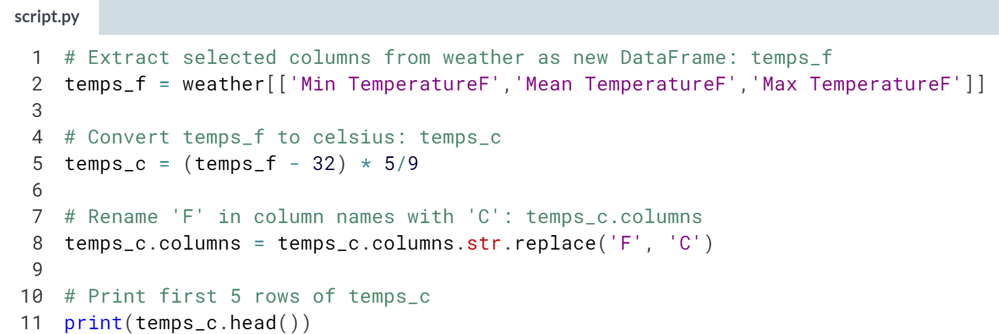 script.py
1 # Extract selected columns from weather as new DataFrame: temps_f
2 temps_f = weather[['Min TemperatureF','Mean TemperatureF','Max TemperatureF']]
3
4 # Convert temps_f to celsius: temps_c
5 temps_c = (temps_f - 32) * 5/9
6
7 # Rename 'F' in column names with 'C': temps_c.columns
8 temps_c.columns = temps_c.columns.str.replace('F', 'C')
9
10 # Print first 5 rows of temps_c
11 print(temps_c.head())